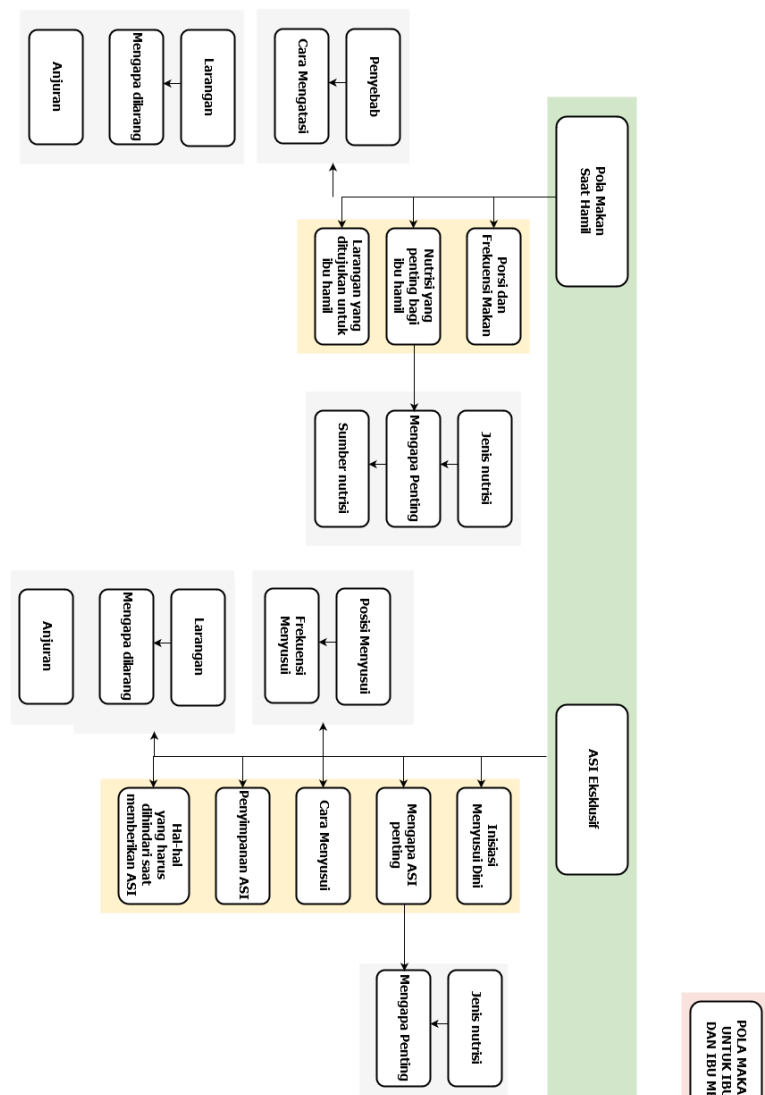 POLA MAKA
UNTUK IBU
DAN IBU ME
Pola Makan
Saat Hamil
ASI Eksklusif
Porsi dan
Frekuensi Makan
Nutrisi yang
penting bagi
ibu hamil
Larangan yang
ditujukan untuk
ibu hamil
Jenis nutrisi
Mengapa Penting
Sumber nutrisi
Penyebab
Cara Mengatasi
Larangan
Mengapa dilarang
Anjuran
Inisiasi
Menyusui Dini
Mengapa ASI
penting
Cara Menyusui
Penyimpanan ASI
Hal-hal
yang harus
dihindari saat
memberikan ASI
Jenis nutrisi
Mengapa Penting
Posisi Menyusui
Frekuensi
Menyusui
Larangan
Mengapa dilarang
Anjuran